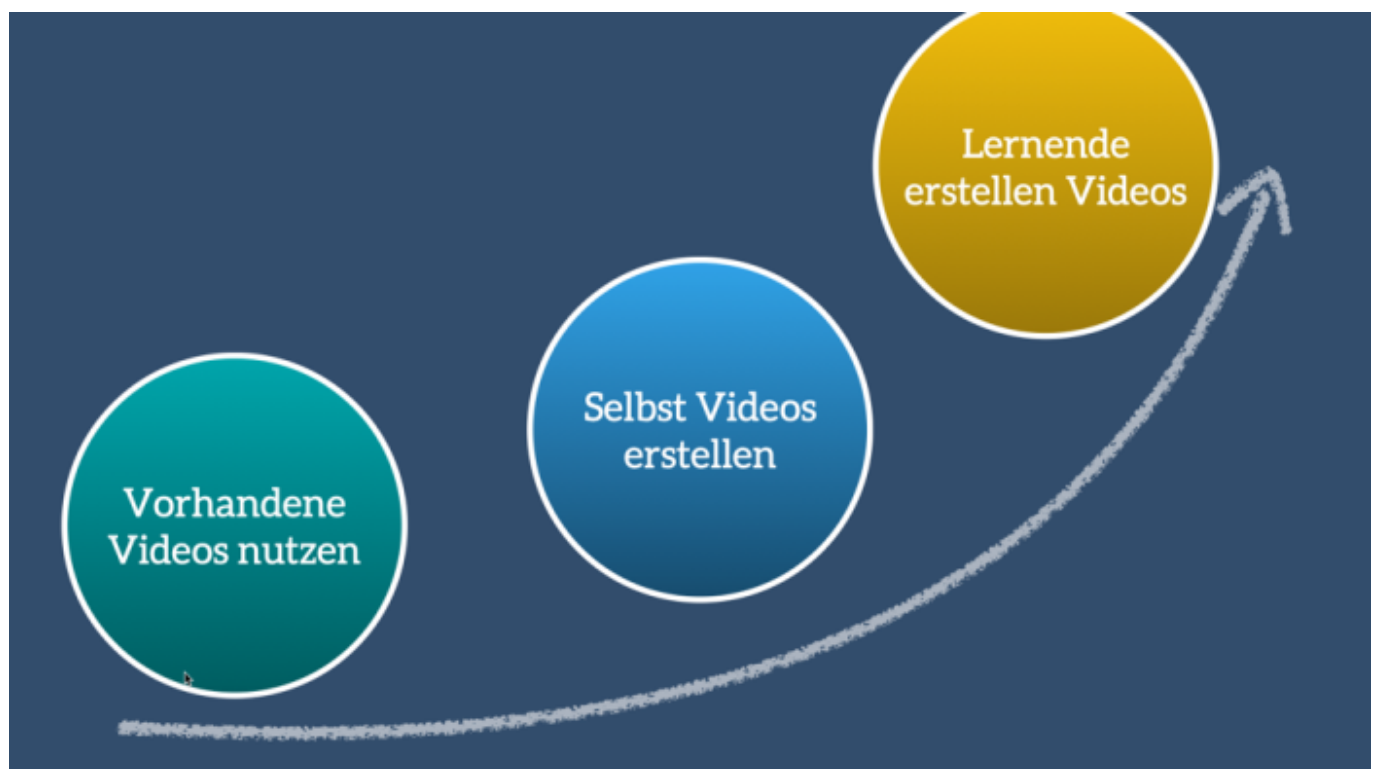 Lernende
erstellen Videos
Selbst Videos
erstellen
Vorhandene
Videos nutzen